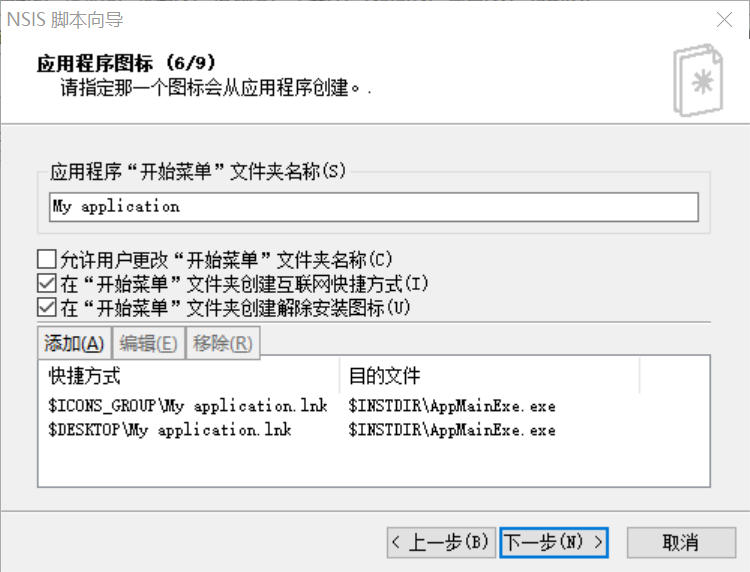 NSIS 脚本向导
应用程序图标 (6/9)
请指定那一个图标会从应用程序创建。.
应用程序“开始菜单”文件夹名称(S)
My application
允许用户更改“开始菜单”文件夹名称(C)
在“开始菜单”文件夹创建互联网快捷方式(I)
在“开始菜单”文件夹创建解除安装图标(U)
添加(A) 编辑(E) 移除(R)
快捷方式 目的文件
$ICONS_GROUP\My application.lnk $INSTDIR\AppMainExe.exe
$DESKTOP\My application.lnk $INSTDIR\AppMainExe.exe
< 上一步(B) 下一步(N) > 取消